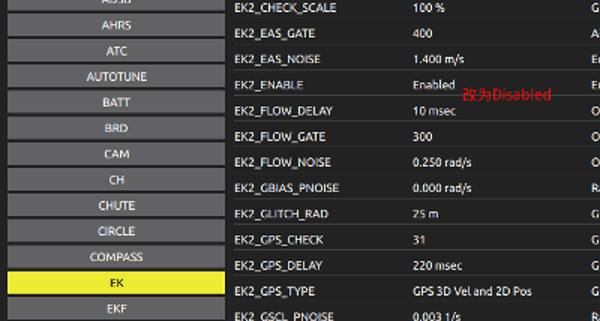 EK2_CHECK_SCALE 100 % G
AHRS EK2_EAS_GATE 400
ATC EK2_EAS_NOISE 1.400 m/s
AUTOTUNE EK2_ENABLE Enabled
改为Disabled
BATT EK2_FLOW_DELAY 10 msec
BRD EK2_FLOW_GATE 300
CAM EK2_FLOW_NOISE 0.250 rad/s
CH EK2_GBIAS_PNOISE 0.000 rad/s
CHUTE EK2_GLITCH_RAD 25 m
CIRCLE EK2_GPS_CHECK 31
COMPASS EK2_GPS_DELAY 220 msec
EK EK2_GPS_TYPE GPS 3D Vel and 2D Pos
EKF EK2_GSCL_PNOISE 0.003 1/s